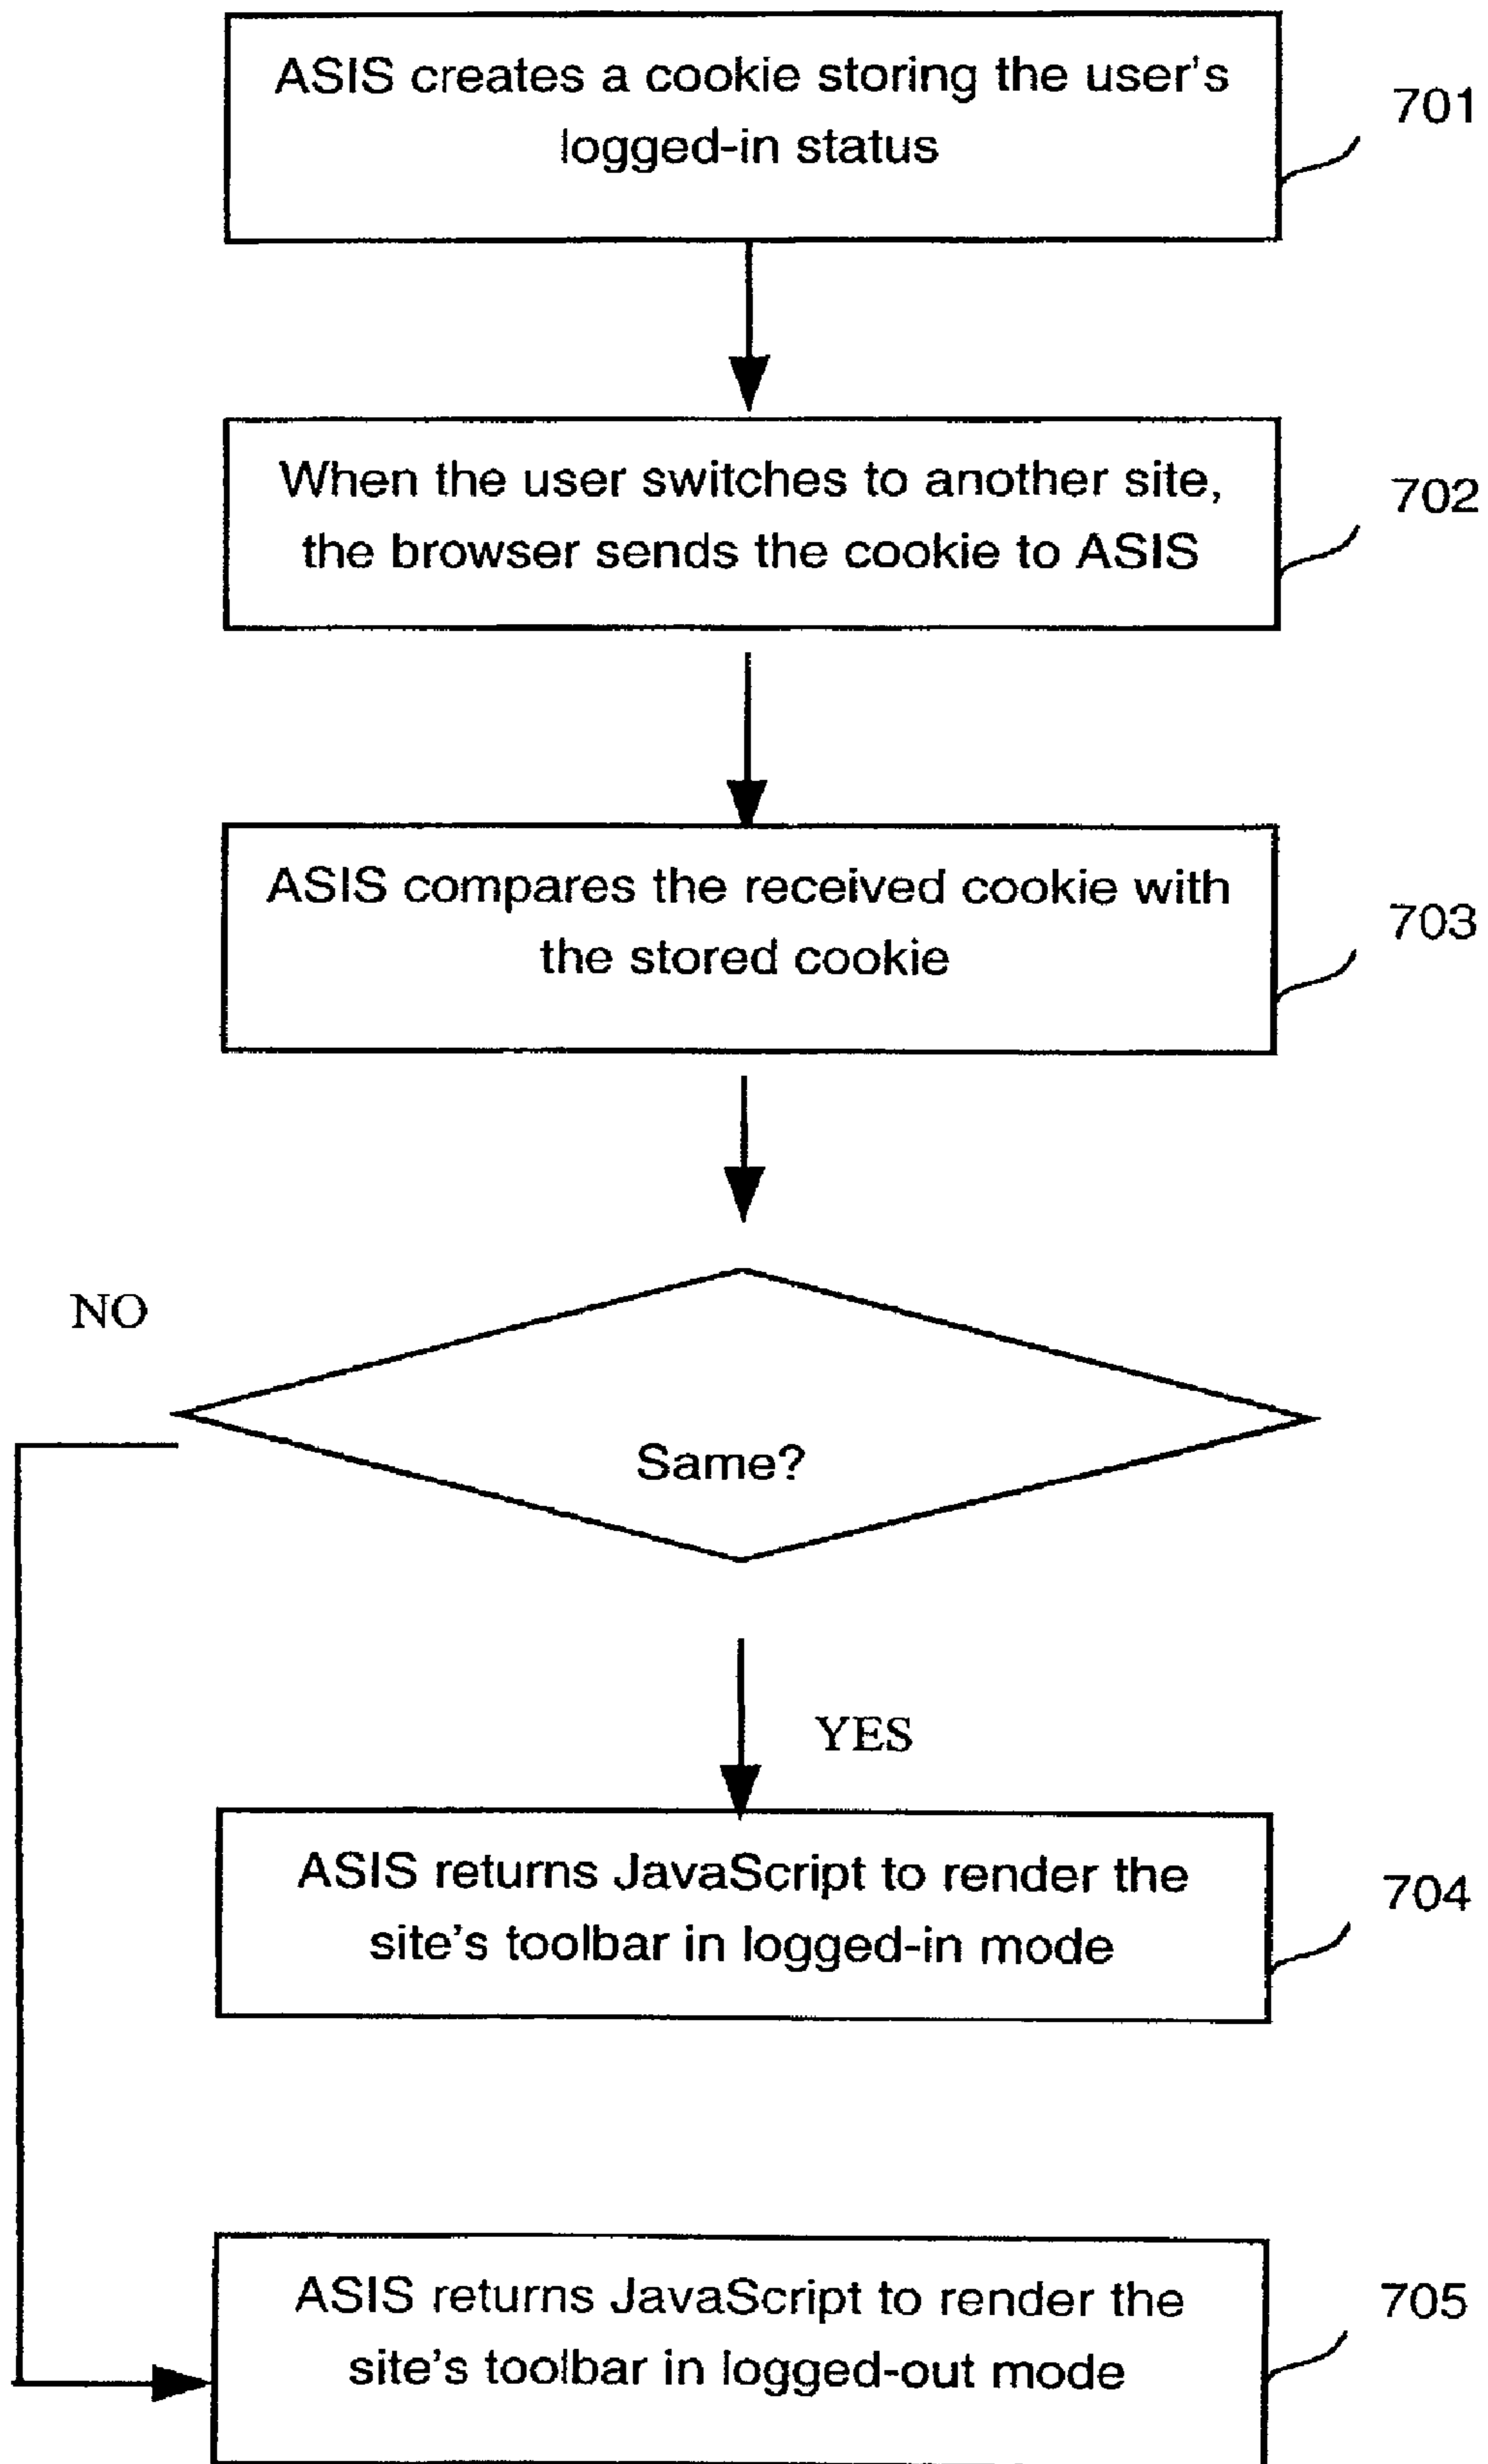 ASIS creates a cookie storing the user's
logged-in status
701
When the user switches to another site,
the browser sends the cookie to ASIS
702
ASIS compares the received cookie with
the stored cookie
703
NO
Same?
YES
ASIS returns JavaScript to render the
site's toolbar in logged-in mode
704
ASIS returns JavaScript to render the
site's toolbar in logged-out mode
705